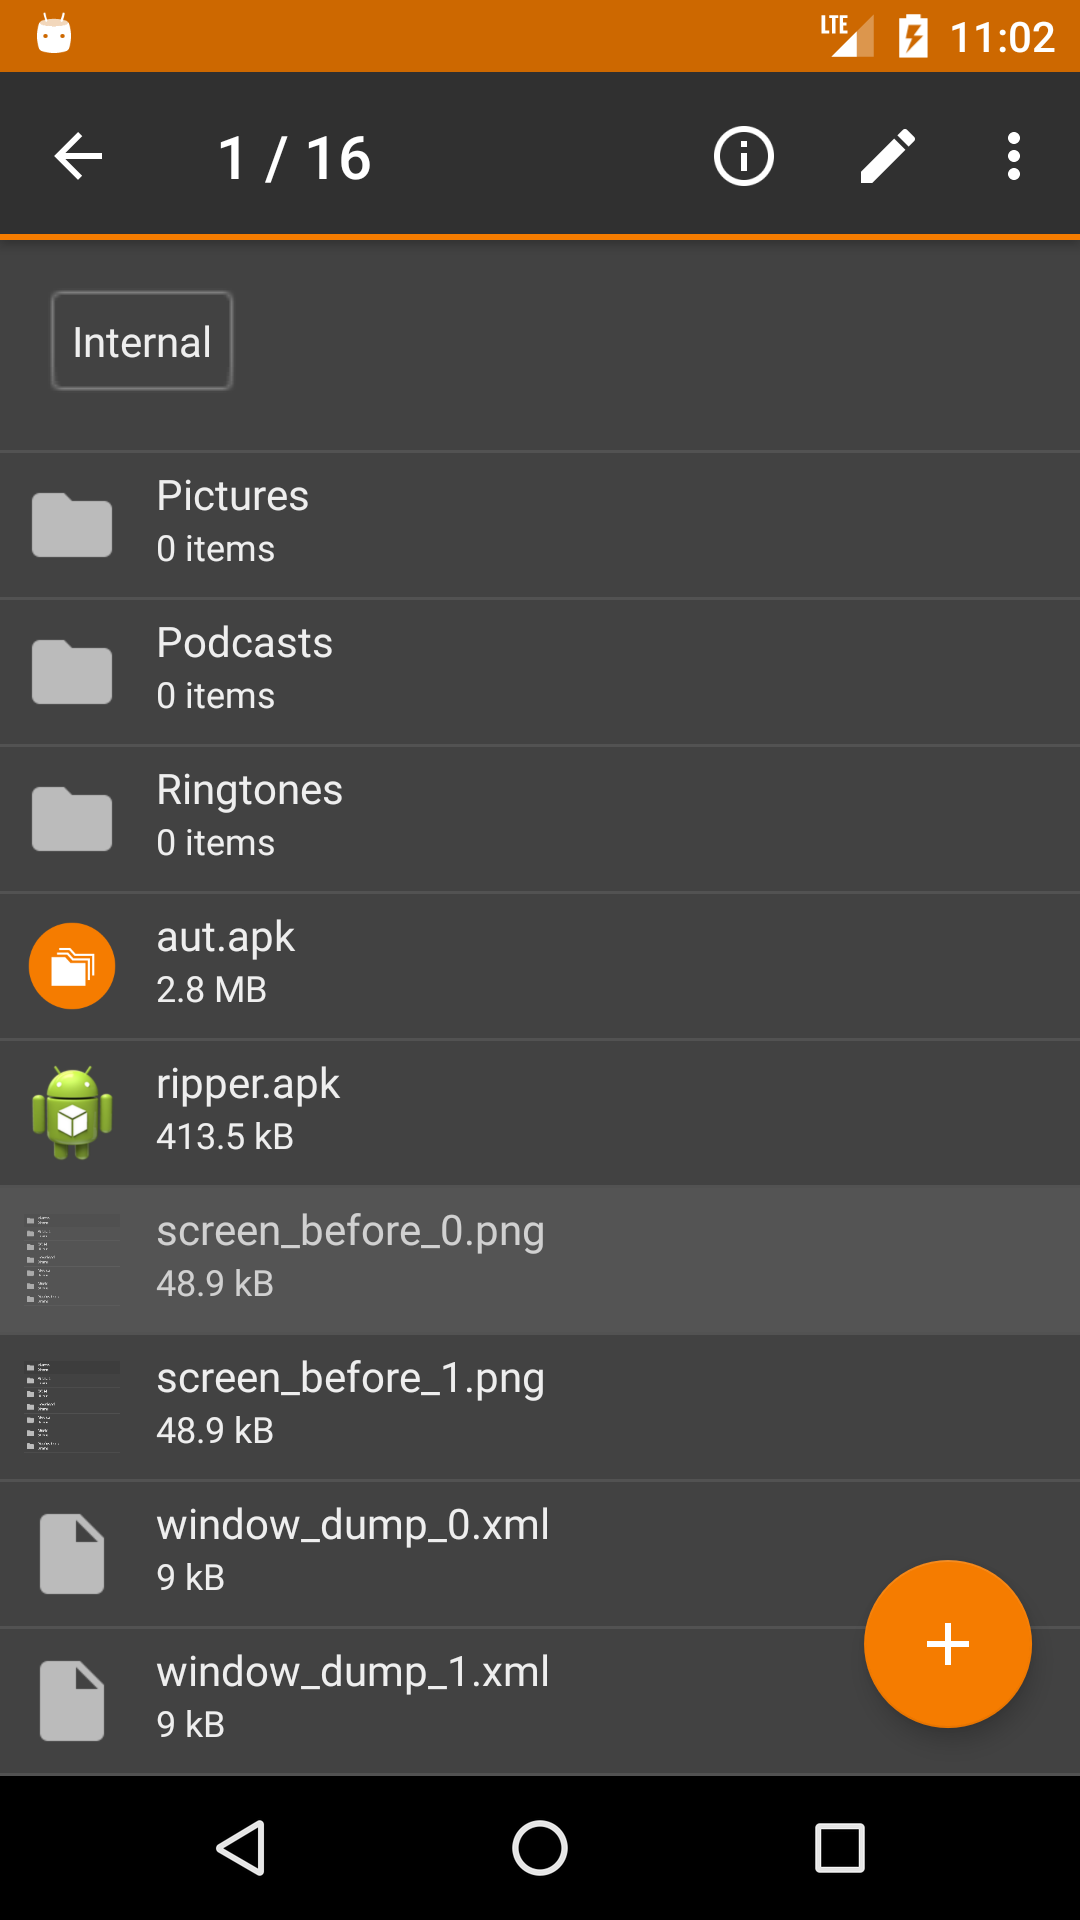 LTE 11:02
1 / 16
Internal
Pictures
0 items
Podcasts
0 items
Ringtones
0 items
aut.apk
2.8 MB
ripper.apk
413.5 kB
screen_before_0.png
48.9 kB
screen_before_1.png
48.9 kB
window_dump_0.xml
9 kB
window_dump_1.xml
9 kB